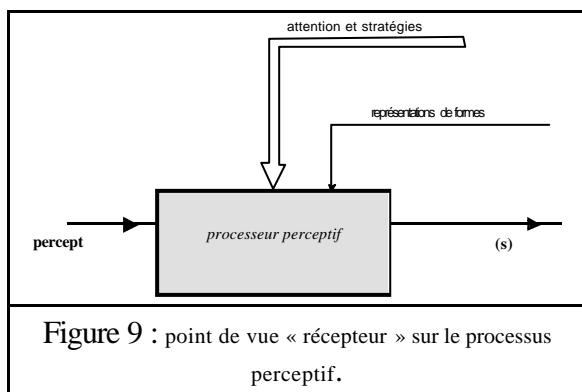 attention et stratégies
représentations de formes
processeur perceptif
percept
(s)
Figure 9 : point de vue « récepteur » sur le processus
perceptif.